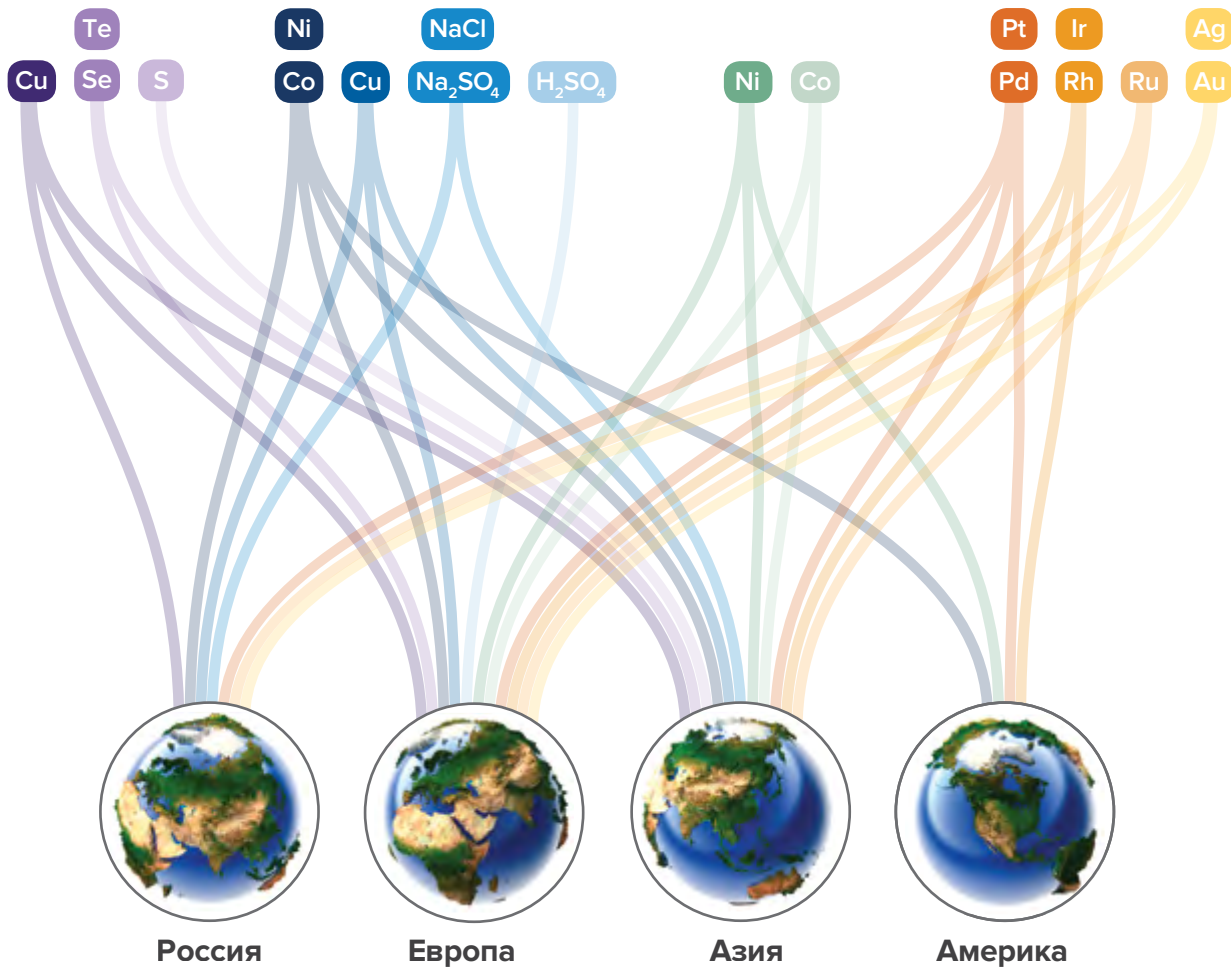 Te Ni NaCl Pt Ir Ag
Cu Se S Co Cu Na₂SO₄ H₂SO₄ Ni Co Pd Rh Ru Au
Россия Европа Азия Америка